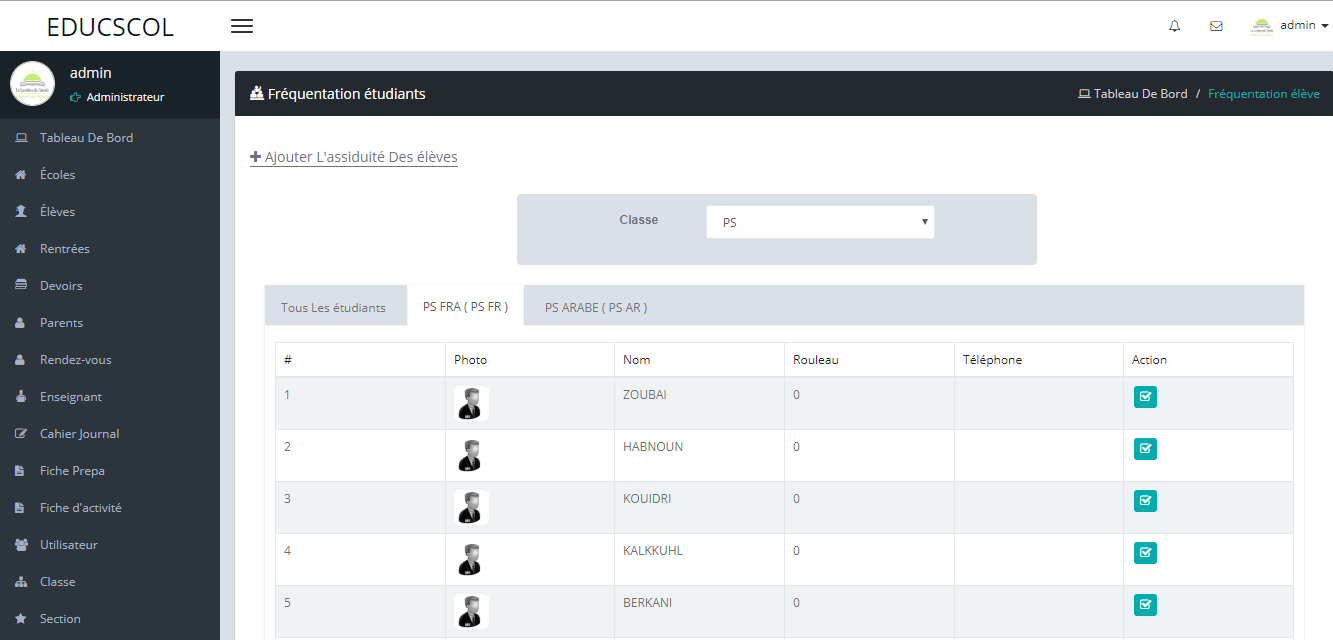 EDUCSCOL
admin
admin
Administrateur
Tableau De Bord
Écoles
Élèves
Rentrées
Devoirs
Parents
Rendez-vous
Enseignant
Cahier Journal
Fiche Prepa
Fiche d'activité
Utilisateur
Classe
Section
Fréquentation étudiants
Tableau De Bord / Fréquentation élève
Ajouter L'assiduité Des élèves
Classe PS
Tous Les étudiants PS FRA ( PS FR ) PS ARABE ( PS AR )
# Photo Nom Rouleau Téléphone Action
1 ZOUBAI 0
2 HABNOUN 0
3 KOUIDRI 0
4 KALKKUHL 0
5 BERKANI 0